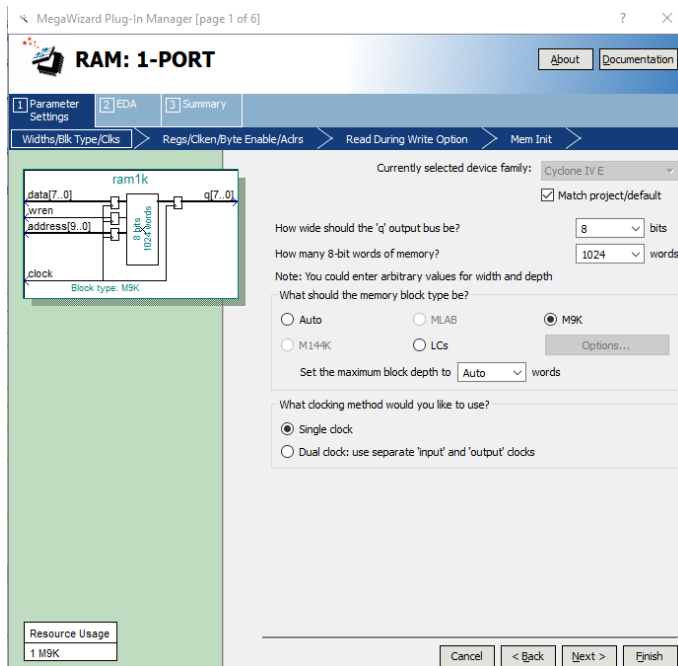 MegaWizard Plug-In Manager [page 1 of 6]
RAM: 1-PORT
About
Documentation
1 Parameter Settings
2 EDA
3 Summary
Widths/Blk Type/Clks
Regs/Clken/Byte Enable/Aclrs
Read During Write Option
Mem Init
ram1k
data[7..0]
q[7..0]
wren
address[9..0]
8 bits
1024 words
clock
Block type: M9K
Currently selected device family:
Cyclone IV E
Match project/default
How wide should the 'q' output bus be?
8
bits
How many 8-bit words of memory?
1024
words
Note: You could enter arbitrary values for width and depth
What should the memory block type be?
Auto
MLAB
M9K
M144K
LCs
Options...
Set the maximum block depth to Auto words
What clocking method would you like to use?
Single clock
Dual clock: use separate 'input' and 'output' clocks
Resource Usage
1 M9K
Cancel
< Back
Next >
Finish